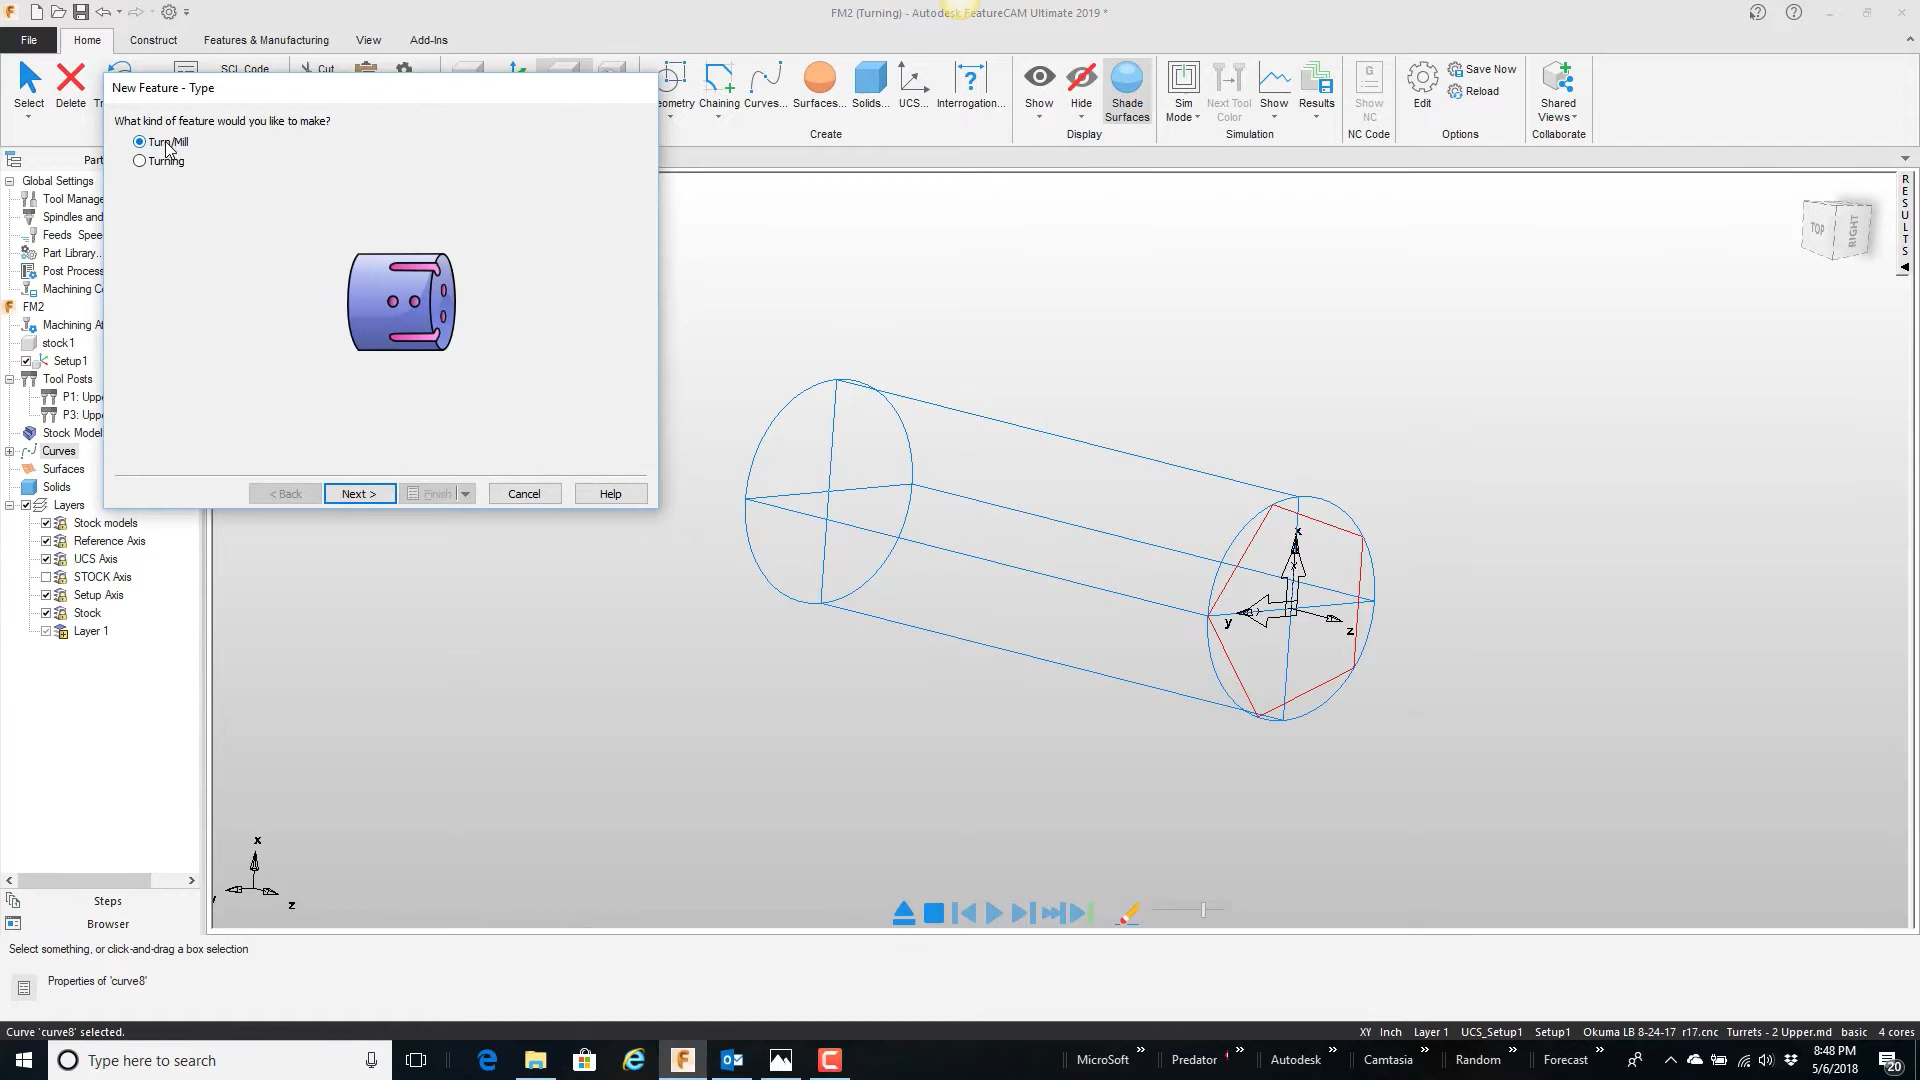 FM2 (Turning) - Autodesk FeatureCAM Ultimate 2019 *
File
Home
Construct
Features & Manufacturing
View
Add-Ins
SCL Code
Cut
Select
Delete
Chaining
Curves...
Surfaces...
Solids...
UCS...
Interrogation...
Create
Show
Hide
Shade Surfaces
Display
Sim Mode
Next Tool Color
Show
Results
Simulation
Show NC
NC Code
Edit
Save Now
Reload
Options
Shared Views
Collaborate
New Feature - Type
What kind of feature would you like to make?
Turn/Mill
Turning
< Back
Next >
Finish
Cancel
Help
Part
Global Settings
Tool Manage
Spindles and
Feeds Spee
Part Library...
Post Process
Machining Co
FM2
Machining At
stock1
Setup1
Tool Posts
P1: Uppe
P3: Uppe
Stock Model
Curves
Surfaces
Solids
Layers
Stock models
Reference Axis
UCS Axis
STOCK Axis
Setup Axis
Stock
Layer 1
Steps
Browser
RESULTS
TOP
RIGHT
x
y
z
x
z
Select something, or click-and-drag a box selection
Properties of 'curve8'
Curve 'curve8' selected.
XY Inch Layer 1 UCS_Setup1 Setup1 Okuma LB 8-24-17 r17.cnc Turrets - 2 Upper.md basic 4 cores
Type here to search
MicroSoft »
Predator »
Autodesk »
Camtasia »
Random »
Forecast »
8:48 PM
5/6/2018
20